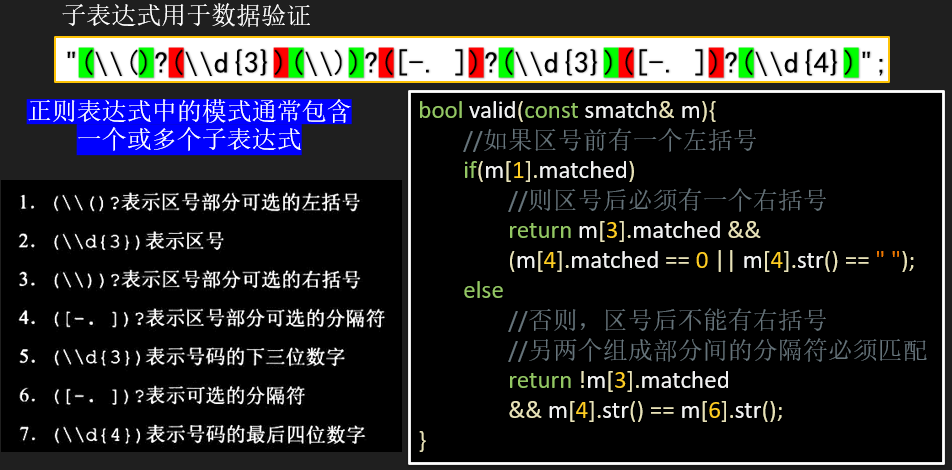 子表达式用于数据验证
"(\\()?(\\d{3})(\\))?([-. ])?(\\d{3})([-. ])?(\\d{4})";
正则表达式中的模式通常包含
一个或多个子表达式
1. (\\()?表示区号部分可选的左括号
2. (\\d{3})表示区号
3. (\\))?表示区号部分可选的右括号
4. ([-. ])?表示区号部分可选的分隔符
5. (\\d{3})表示号码的下三位数字
6. ([-. ])?表示可选的分隔符
7. (\\d{4})表示号码的最后四位数字
bool valid(const smatch& m){
//如果区号前有一个左括号
if(m[1].matched)
//则区号后必须有一个右括号
return m[3].matched &&
(m[4].matched == 0 || m[4].str() == " ");
else
//否则，区号后不能有右括号
//另两个组成部分间的分隔符必须匹配
return !m[3].matched
&& m[4].str() == m[6].str();
}